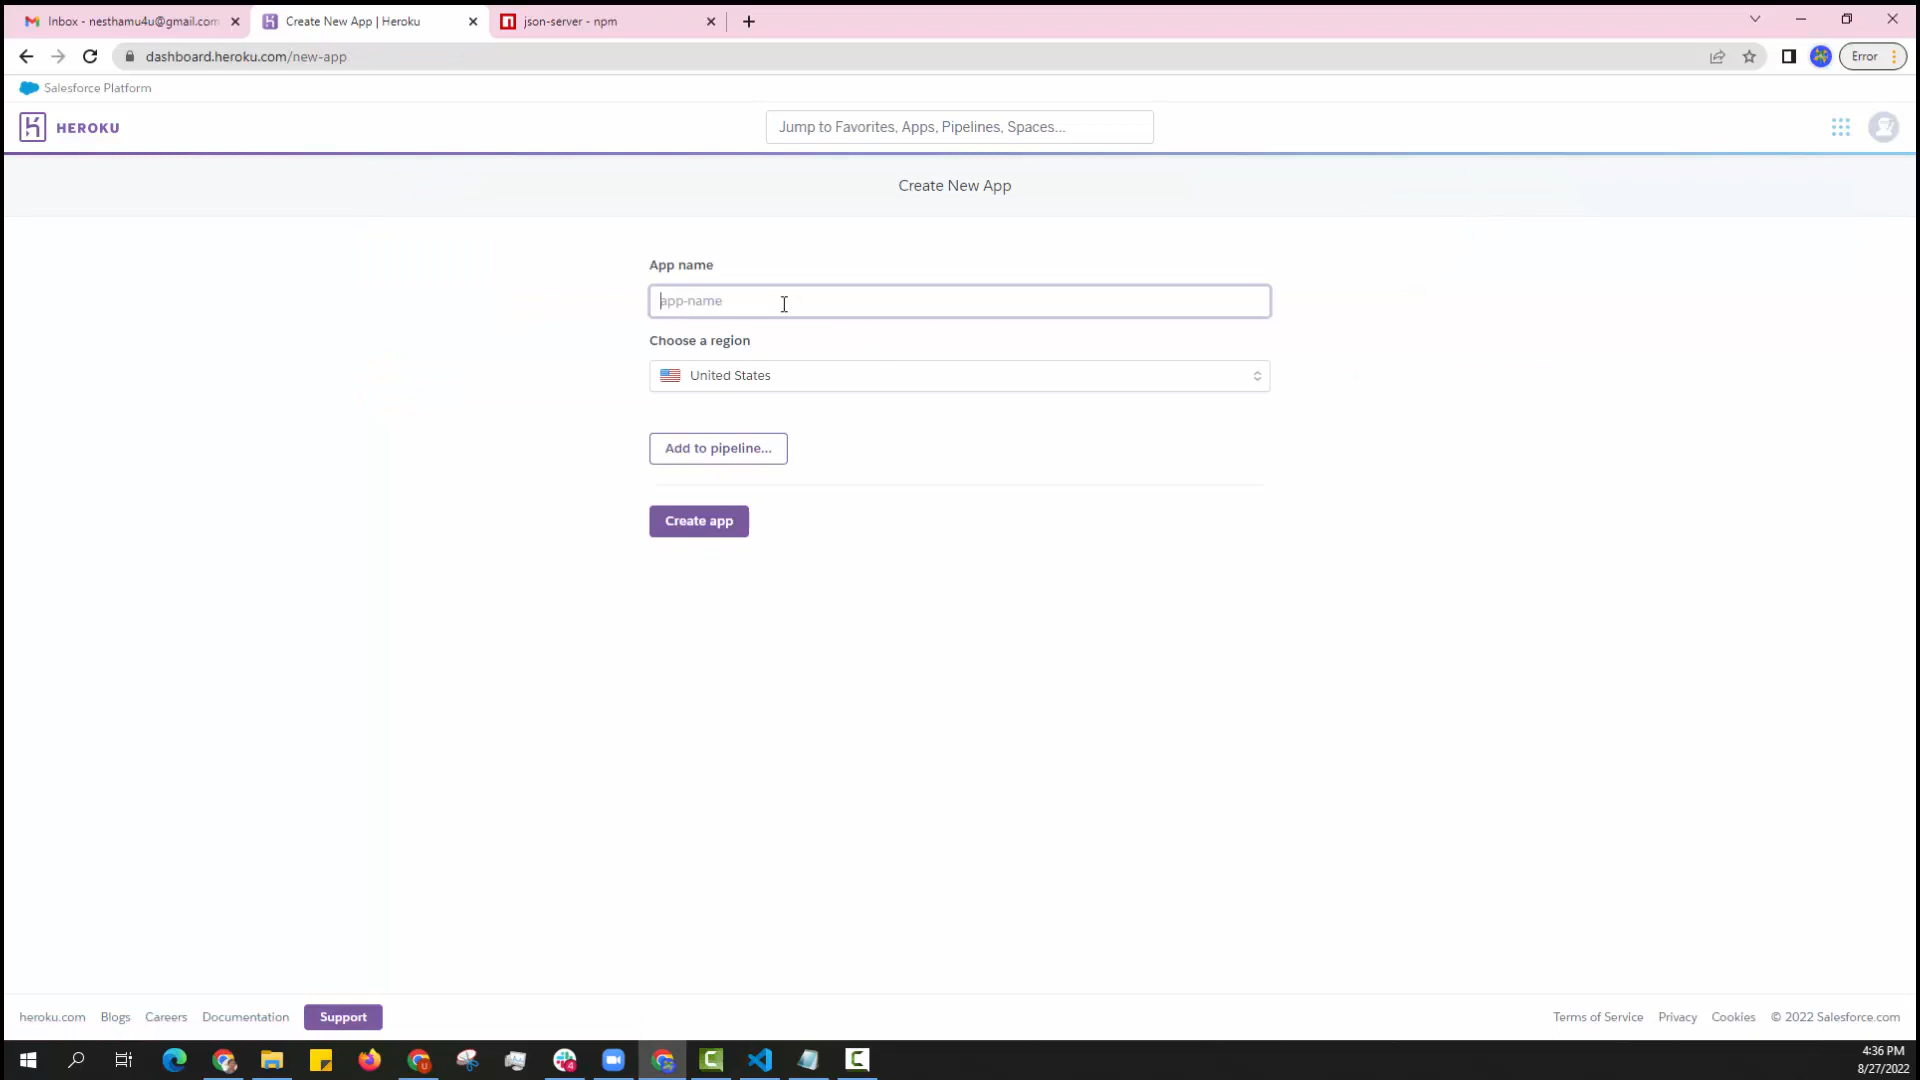 Inbox - nesthamu4u@gmail.com
Create New App | Heroku
json-server - npm
dashboard.heroku.com/new-app
Error
Salesforce Platform
HEROKU
Jump to Favorites, Apps, Pipelines, Spaces...
Create New App
App name
app-name
Choose a region
United States
Add to pipeline...
Create app
heroku.com Blogs Careers Documentation Support
Terms of Service Privacy Cookies © 2022 Salesforce.com
4:36 PM
8/27/2022